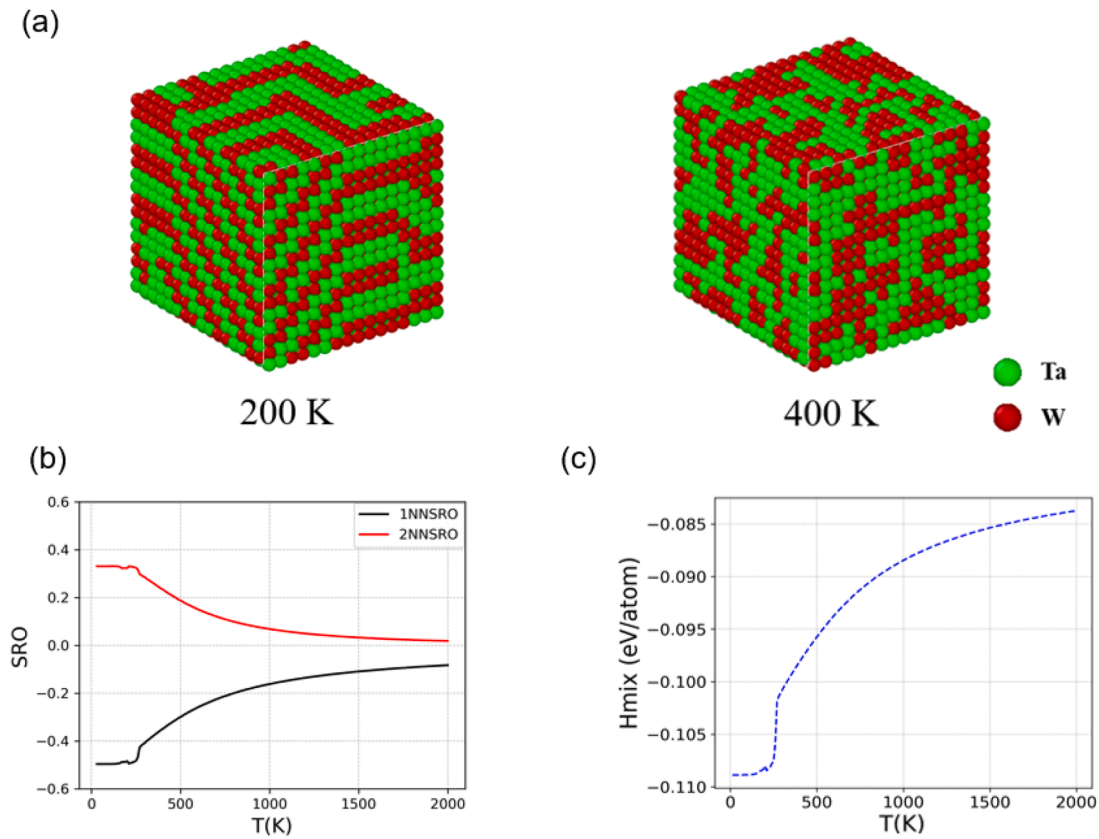 (a)
200 K
400 K
Ta
W
(b)
0.6
0.4
0.2
0.0
−0.2
−0.4
−0.6
SRO
1NNSRO
2NNSRO
0
500
1000
1500
2000
T(K)
(c)
−0.085
−0.090
−0.095
−0.100
−0.105
−0.110
Hmix (eV/atom)
0
500
1000
1500
2000
T(K)